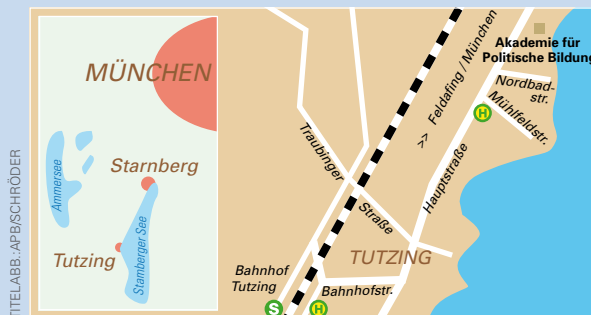 TITELABB.:APB/SCHRÖDER
MÜNCHEN
Ammersee
Starnberg
Starnberger See
Tutzing
>> Feldafing / München
Akademie für
Politische Bildung
Nordbad-
str.
Mühlfeldstr.
H
Traubinger
Straße
Hauptstraße
TUTZING
Bahnhof
Tutzing
Bahnhofstr.
S
H